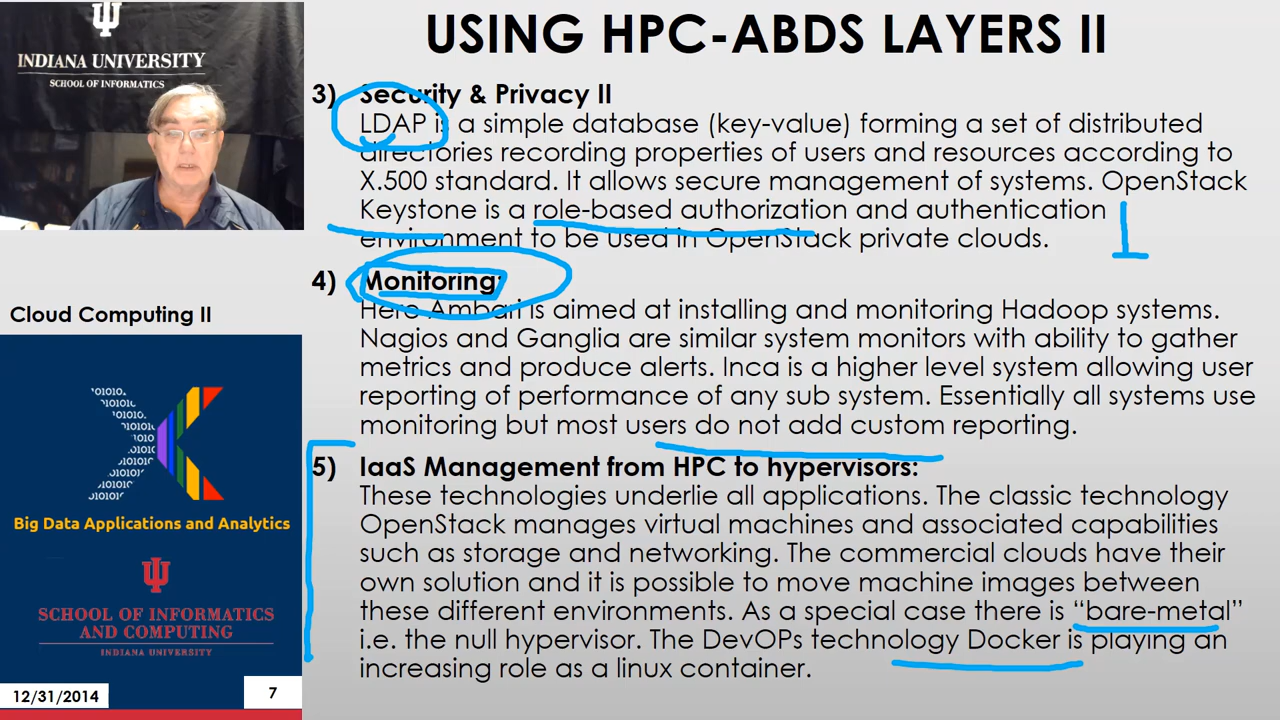 INDIANA UNIVERSITY
SCHOOL OF INFORMATICS
USING HPC-ABDS LAYERS II
3) Security & Privacy II
LDAP is a simple database (key-value) forming a set of distributed
directories recording properties of users and resources according to
X.500 standard. It allows secure management of systems. OpenStack
Keystone is a role-based authorization and authentication
environment to be used in OpenStack private clouds.
4) Monitoring:
Here Ambari is aimed at installing and monitoring Hadoop systems.
Nagios and Ganglia are similar system monitors with ability to gather
metrics and produce alerts. Inca is a higher level system allowing user
reporting of performance of any sub system. Essentially all systems use
monitoring but most users do not add custom reporting.
5) IaaS Management from HPC to hypervisors:
These technologies underlie all applications. The classic technology
OpenStack manages virtual machines and associated capabilities
such as storage and networking. The commercial clouds have their
own solution and it is possible to move machine images between
these different environments. As a special case there is “bare-metal”
i.e. the null hypervisor. The DevOPs technology Docker is playing an
increasing role as a linux container.
Cloud Computing II
Big Data Applications and Analytics
SCHOOL OF INFORMATICS
AND COMPUTING
INDIANA UNIVERSITY
12/31/2014
7